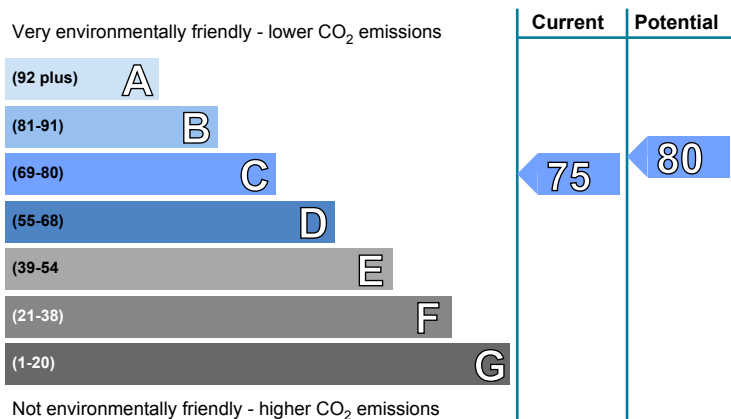 Very environmentally friendly - lower CO2 emissions
Current
Potential
(92 plus) A
(81-91) B
(69-80) C
75
80
(55-68) D
(39-54 E
(21-38) F
(1-20) G
Not environmentally friendly - higher CO2 emissions